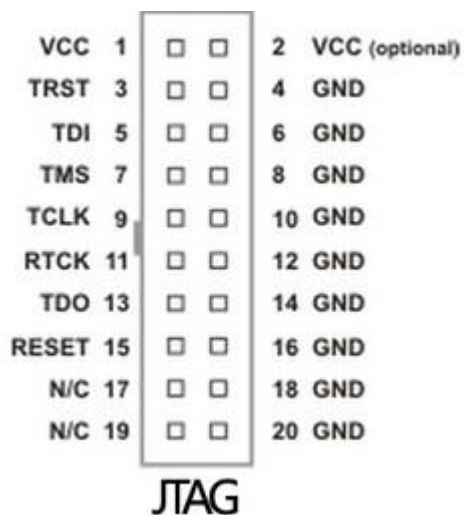 VCC 1 2 VCC (optional)
TRST 3 4 GND
TDI 5 6 GND
TMS 7 8 GND
TCLK 9 10 GND
RTCK 11 12 GND
TDO 13 14 GND
RESET 15 16 GND
N/C 17 18 GND
N/C 19 20 GND
JTAG